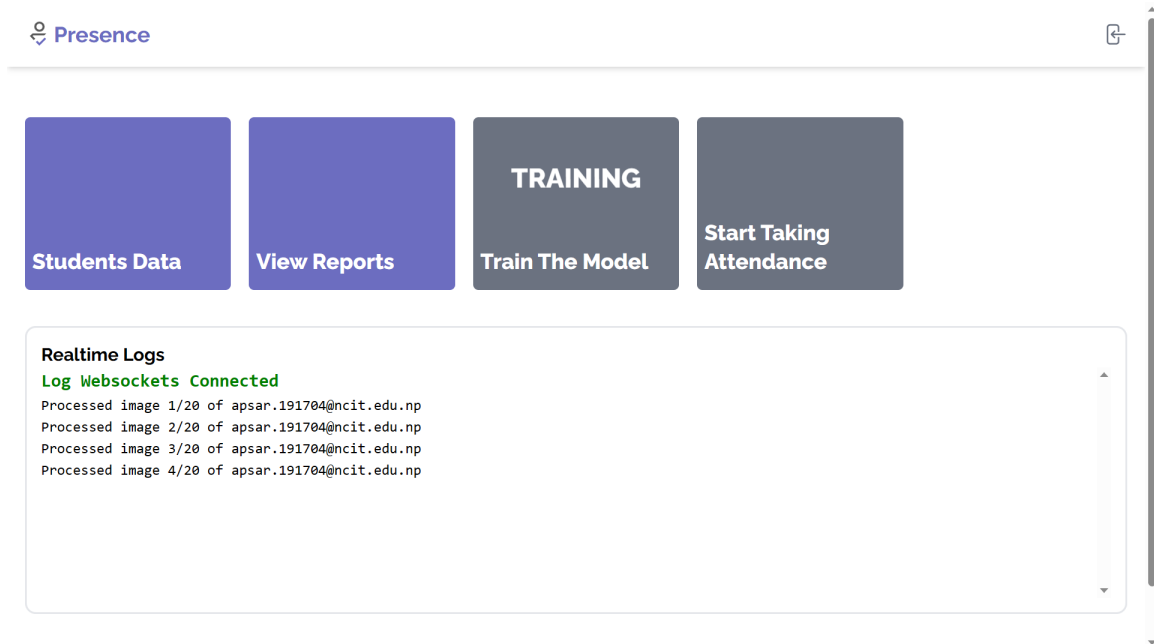 Presence
Students Data
View Reports
TRAINING
Train The Model
Start Taking
Attendance
Realtime Logs
Log Websockets Connected
Processed image 1/20 of apsar.191704@ncit.edu.np
Processed image 2/20 of apsar.191704@ncit.edu.np
Processed image 3/20 of apsar.191704@ncit.edu.np
Processed image 4/20 of apsar.191704@ncit.edu.np